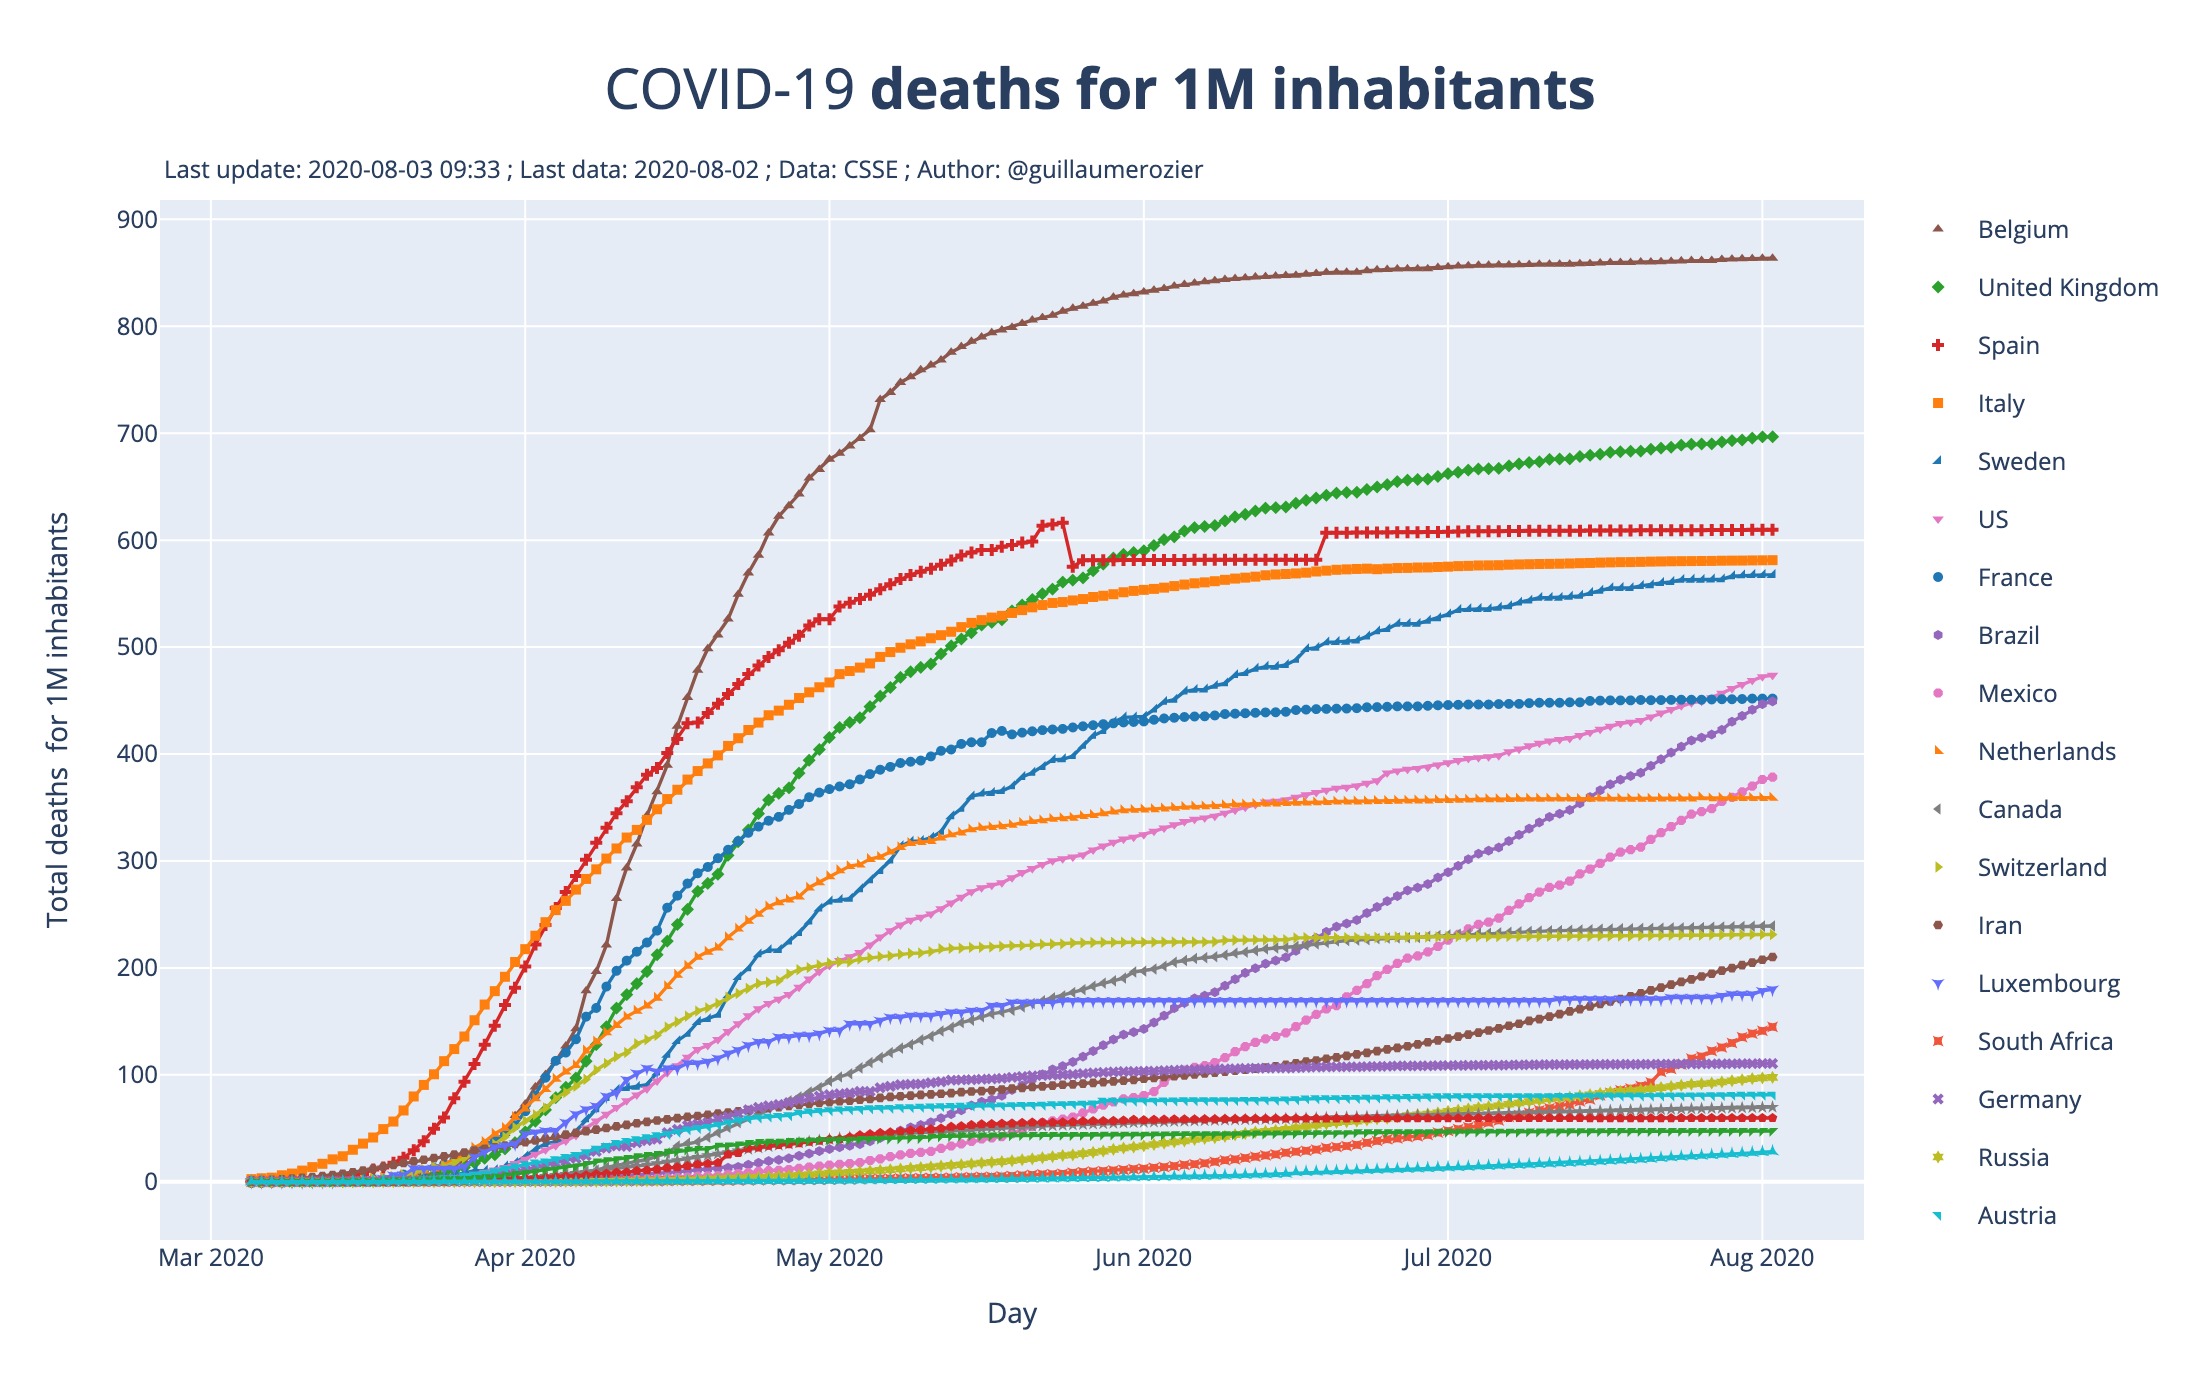 COVID-19 deaths for 1M inhabitants
Last update: 2020-08-03 09:33 ; Last data: 2020-08-02 ; Data: CSSE ; Author: @guillaumerozier
Total deaths for 1M inhabitants
900
800
700
600
500
400
300
200
100
0
Mar 2020
Apr 2020
May 2020
Jun 2020
Jul 2020
Aug 2020
Day
Belgium
United Kingdom
Spain
Italy
Sweden
US
France
Brazil
Mexico
Netherlands
Canada
Switzerland
Iran
Luxembourg
South Africa
Germany
Russia
Austria